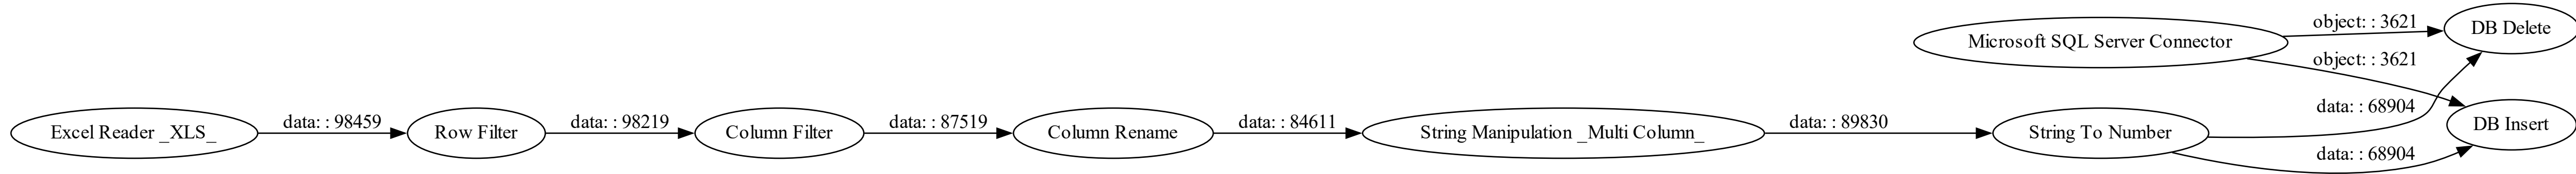 Excel Reader _XLS_
data: : 98459
Row Filter
data: : 98219
Column Filter
data: : 87519
Column Rename
data: : 84611
String Manipulation _Multi Column_
data: : 89830
String To Number
Microsoft SQL Server Connector
object: : 3621
object: : 3621
data: : 68904
data: : 68904
DB Delete
DB Insert